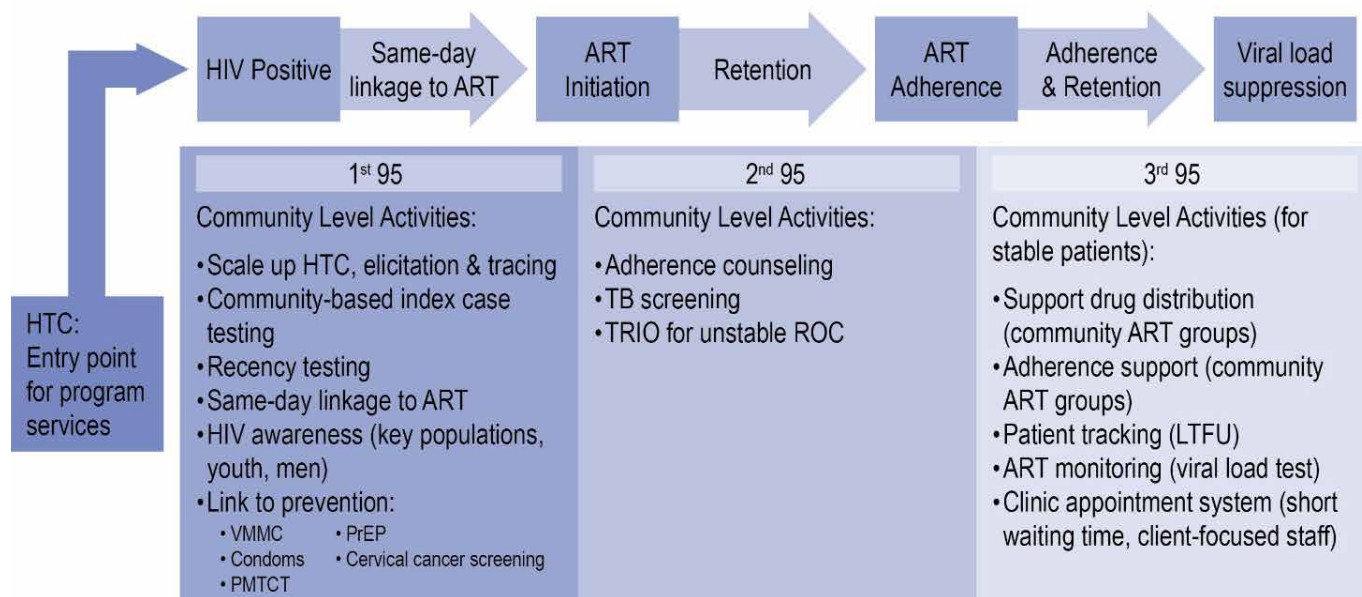 HIV Positive
Same-day
linkage to ART
ART
Initiation
Retention
ART
Adherence
Adherence
& Retention
Viral load
suppression
HTC:
Entry point
for program
services
1st 95
Community Level Activities:
•Scale up HTC, elicitation & tracing
•Community-based index case
testing
•Recency testing
•Same-day linkage to ART
•HIV awareness (key populations,
youth, men)
•Link to prevention:
• VMMC
• Condoms
• PMTCT
• PrEP
• Cervical cancer screening
2nd 95
Community Level Activities:
•Adherence counseling
•TB screening
•TRIO for unstable ROC
3rd 95
Community Level Activities (for
stable patients):
•Support drug distribution
(community ART groups)
•Adherence support (community
ART groups)
•Patient tracking (LTFU)
•ART monitoring (viral load test)
•Clinic appointment system (short
waiting time, client-focused staff)